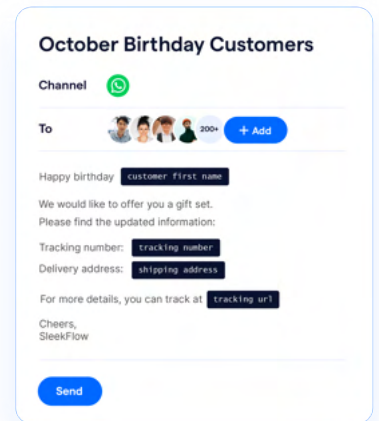 October Birthday Customers
Channel
To 200+ + Add
Happy birthday customer first name
We would like to offer you a gift set.
Please find the updated information:
Tracking number: tracking number
Delivery address: shipping address
For more details, you can track at tracking url
Cheers,
SleekFlow
Send